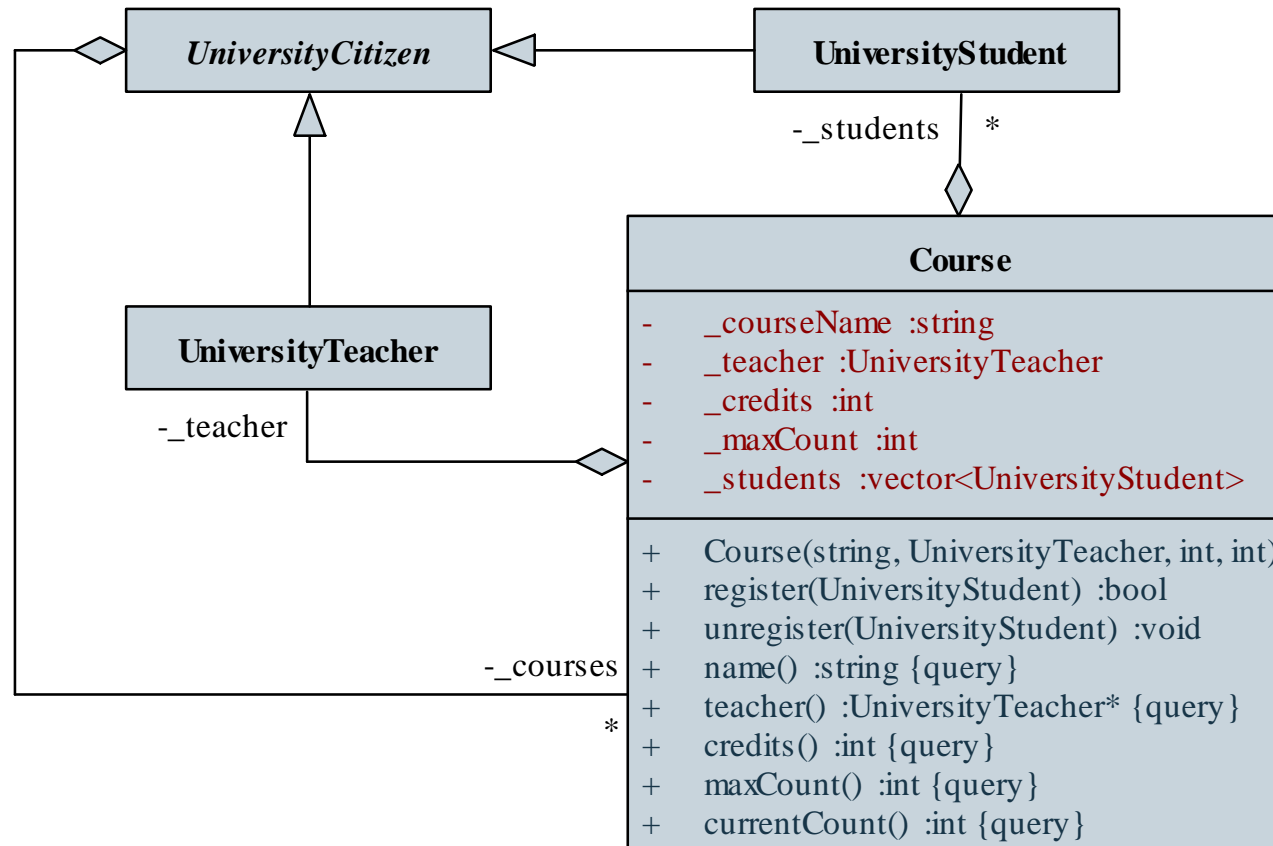 UniversityCitizen
UniversityStudent
-_students *
Course
- _courseName :string
- _teacher :UniversityTeacher
- _credits :int
- _maxCount :int
- _students :vector<UniversityStudent>
UniversityTeacher
-_teacher
+ Course(string, UniversityTeacher, int, int)
+ register(UniversityStudent) :bool
+ unregister(UniversityStudent) :void
+ name() :string {query}
+ teacher() :UniversityTeacher* {query}
+ credits() :int {query}
+ maxCount() :int {query}
+ currentCount() :int {query}
-_courses
*